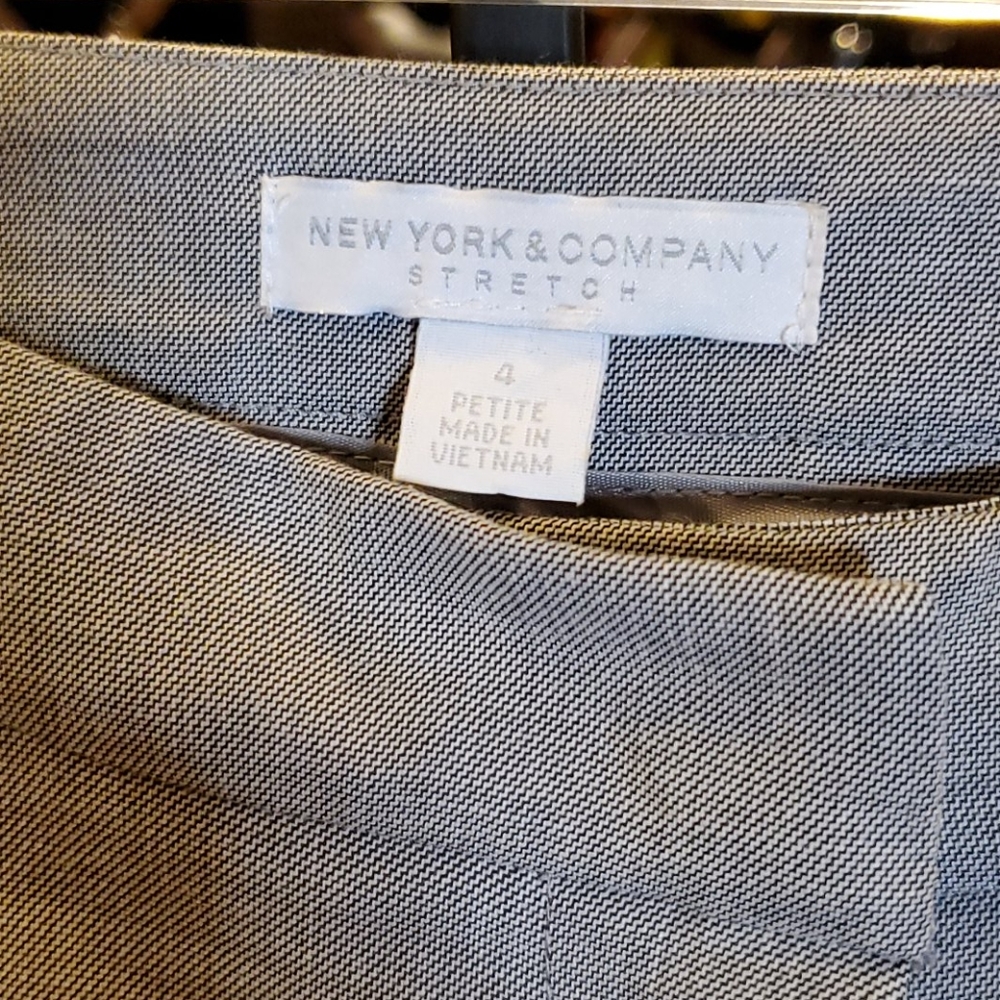 NEW YORK & COMPANY
STRETCH
4
PETITE
MADE IN
VIETNAM